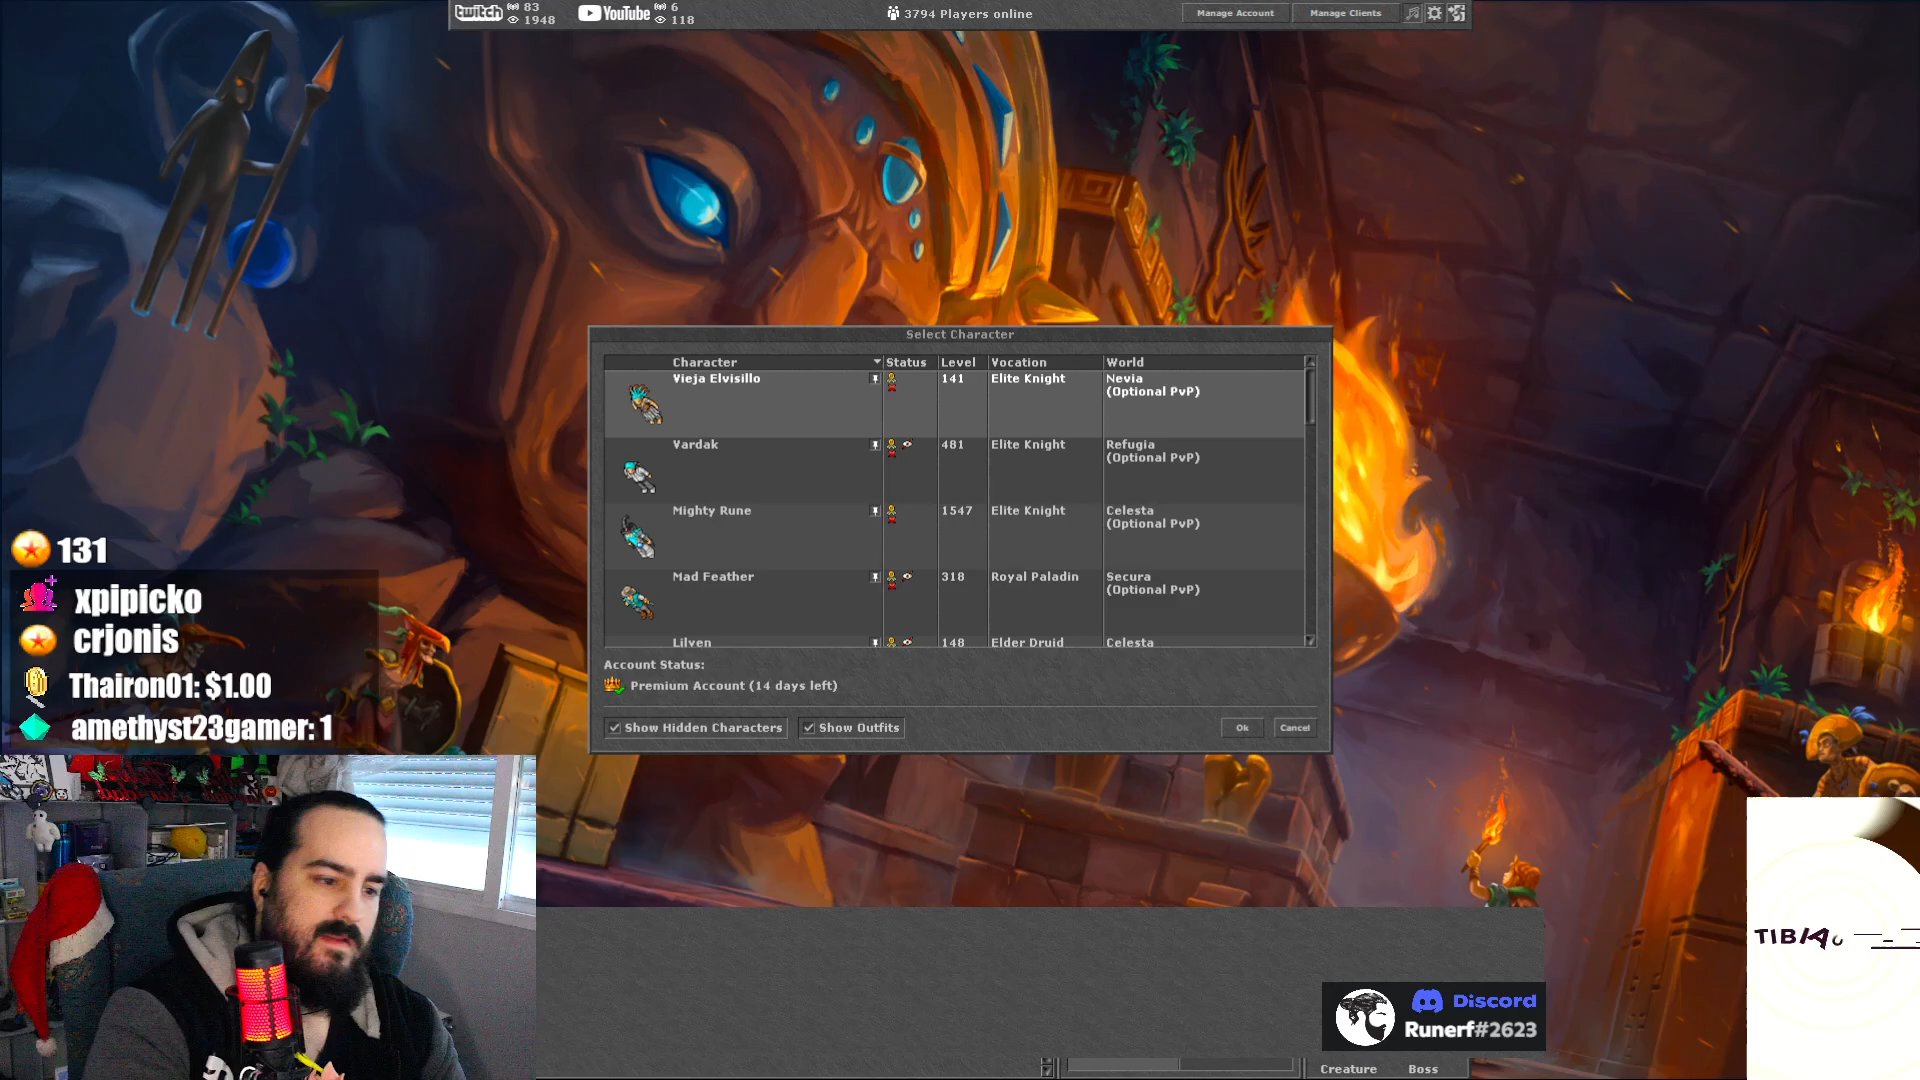 twitch 83
1948
YouTube 6
118
3794 Players online
Manage Account
Manage Clients
Select Character
Character Status Level Vocation World
Vieja Elvisillo 141 Elite Knight Nevia
(Optional PvP)
Vardak 481 Elite Knight Refugia
(Optional PvP)
Mighty Rune 1547 Elite Knight Celesta
(Optional PvP)
Mad Feather 318 Royal Paladin Secura
(Optional PvP)
Lilven 148 Elder Druid Celesta
Account Status:
Premium Account (14 days left)
Show Hidden Characters
Show Outfits
Ok
Cancel
131
xpipicko
crjonis
Thairon01: $1.00
amethyst23gamer: 1
Discord
Runerf#2623
Creature
Boss